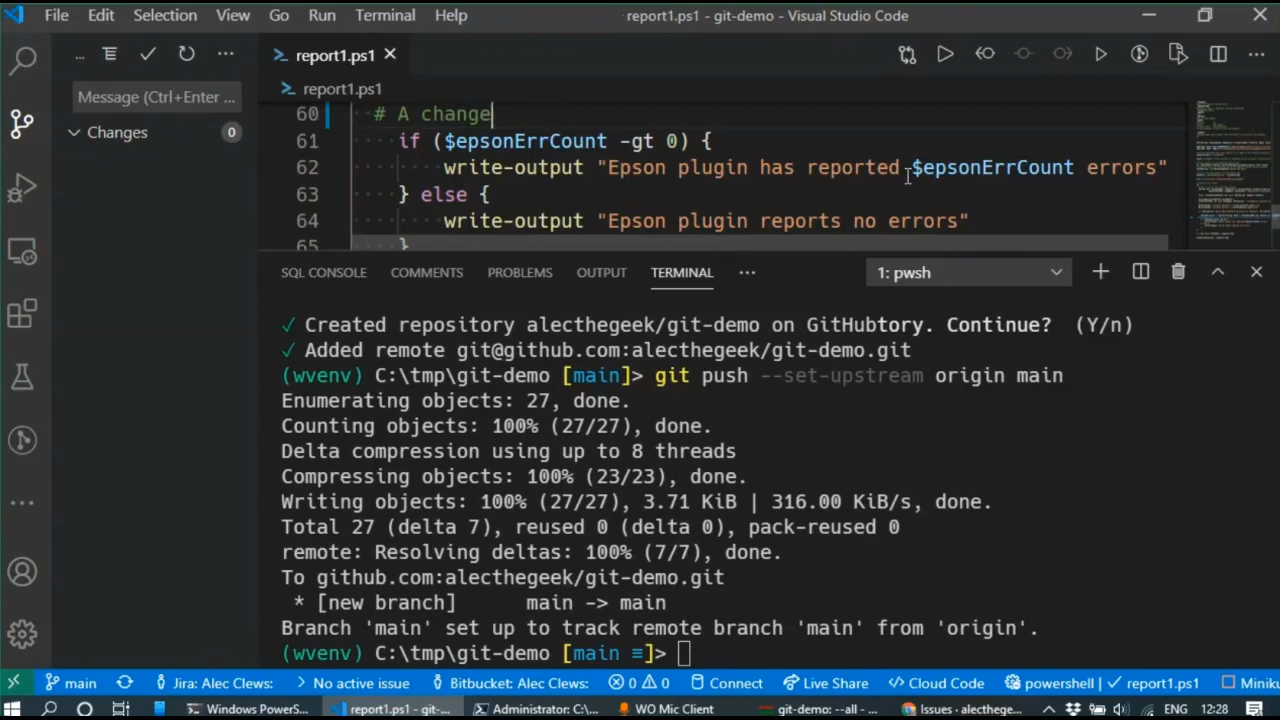 File Edit Selection View Go Run Terminal Help report1.ps1 - git-demo - Visual Studio Code
... report1.ps1
Message (Ctrl+Enter ...
Changes 0
report1.ps1
60 # A change
61 if ($epsonErrCount -gt 0) {
62 write-output "Epson plugin has reported $epsonErrCount errors"
63 } else {
64 write-output "Epson plugin reports no errors"
65 }
SQL CONSOLE COMMENTS PROBLEMS OUTPUT TERMINAL ... 1: pwsh
✓ Created repository alecthegeek/git-demo on GitHubtory. Continue? (Y/n)
✓ Added remote git@github.com:alecthegeek/git-demo.git
(wvenv) C:\tmp\git-demo [main]> git push --set-upstream origin main
Enumerating objects: 27, done.
Counting objects: 100% (27/27), done.
Delta compression using up to 8 threads
Compressing objects: 100% (23/23), done.
Writing objects: 100% (27/27), 3.71 KiB | 316.00 KiB/s, done.
Total 27 (delta 7), reused 0 (delta 0), pack-reused 0
remote: Resolving deltas: 100% (7/7), done.
To github.com:alecthegeek/git-demo.git
* [new branch] main -> main
Branch 'main' set up to track remote branch 'main' from 'origin'.
(wvenv) C:\tmp\git-demo [main ≡]>
main Jira: Alec Clews: No active issue Bitbucket: Alec Clews: 0 0 Connect Live Share Cloud Code powershell | ✓ report1.ps1 Miniku
Windows PowerS... report1.ps1 - git-... Administrator: C:\... WO Mic Client git-demo: --all - ... Issues · alecthege... ENG 12:28